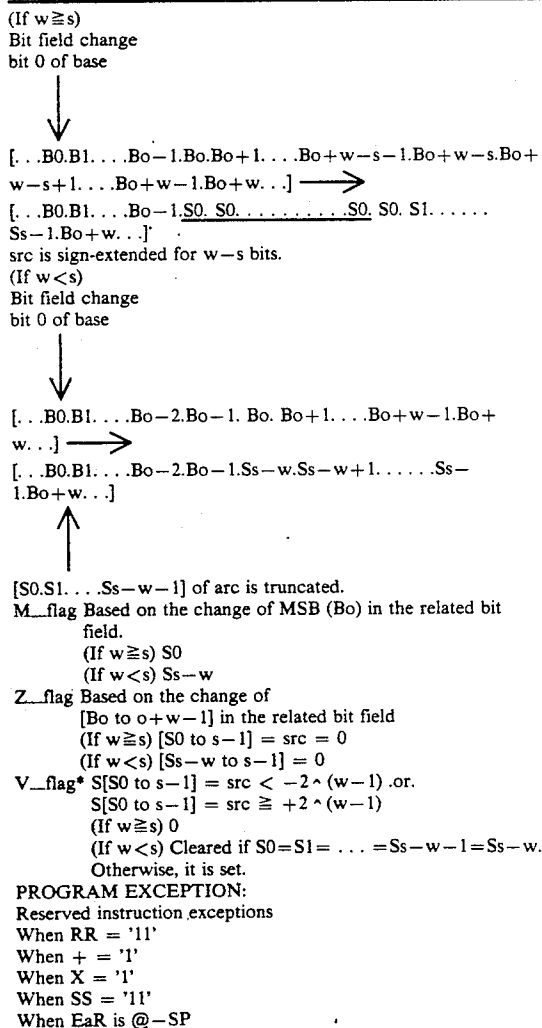 (If w≧s)
Bit field change
bit 0 of base
[. . .B0.B1. . . .Bo−1.Bo.Bo+1. . . .Bo+w−s−1.Bo+w−s.Bo+
w−s+1. . . .Bo+w−1.Bo+w. . .]
[. . .B0.B1. . . .Bo−1.S0. S0. . . . . . . . . . .S0. S0. S1. . . . . .
Ss−1.Bo+w. . .]
src is sign-extended for w−s bits.
(If w<s)
Bit field change
bit 0 of base
[. . .B0.B1. . . .Bo−2.Bo−1. Bo. Bo+1. . . .Bo+w−1.Bo+
w. . .]
[. . .B0.B1. . . .Bo−2.Bo−1.Ss−w.Ss−w+1. . . . . .Ss−
1.Bo+w. . .]
[S0.S1. . . .Ss−w−1] of arc is truncated.
M_flag Based on the change of MSB (Bo) in the related bit
field.
(If w≧s) S0
(If w<s) Ss−w
Z_flag Based on the change of
[Bo to o+w−1] in the related bit field
(If w≧s) [S0 to s−1] = src = 0
(If w<s) [Ss−w to s−1] = 0
V_flag* S[S0 to s−1] = src < −2^(w−1) .or.
S[S0 to s−1] = src ≧ +2^(w−1)
(If w≧s) 0
(If w<s) Cleared if S0=S1= . . . =Ss−w−1=Ss−w.
Otherwise, it is set.
PROGRAM EXCEPTION:
Reserved instruction exceptions
When RR = '11'
When + = '1'
When X = '1'
When SS = '11'
When EaR is @−SP